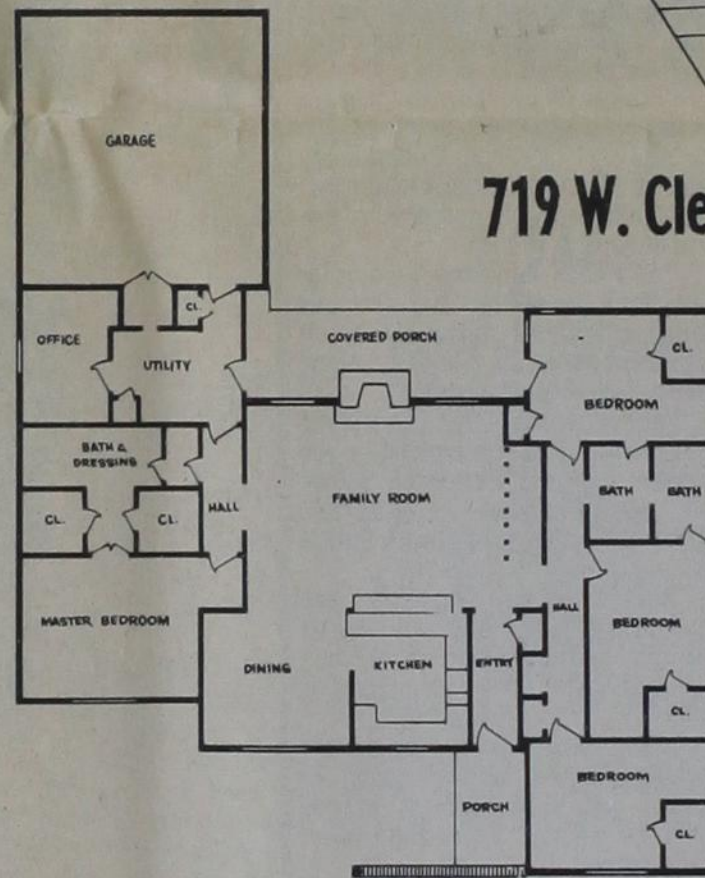 GARAGE
719 W. Cle
CL.
OFFICE
COVERED PORCH
UTILITY
CL.
BEDROOM
BATH &
DRESSING
BATH
BATH
FAMILY ROOM
HALL
CL.
CL.
HALL
MASTER BEDROOM
BEDROOM
DINING
KITCHEN
ENTRY
CL.
BEDROOM
PORCH
CL.